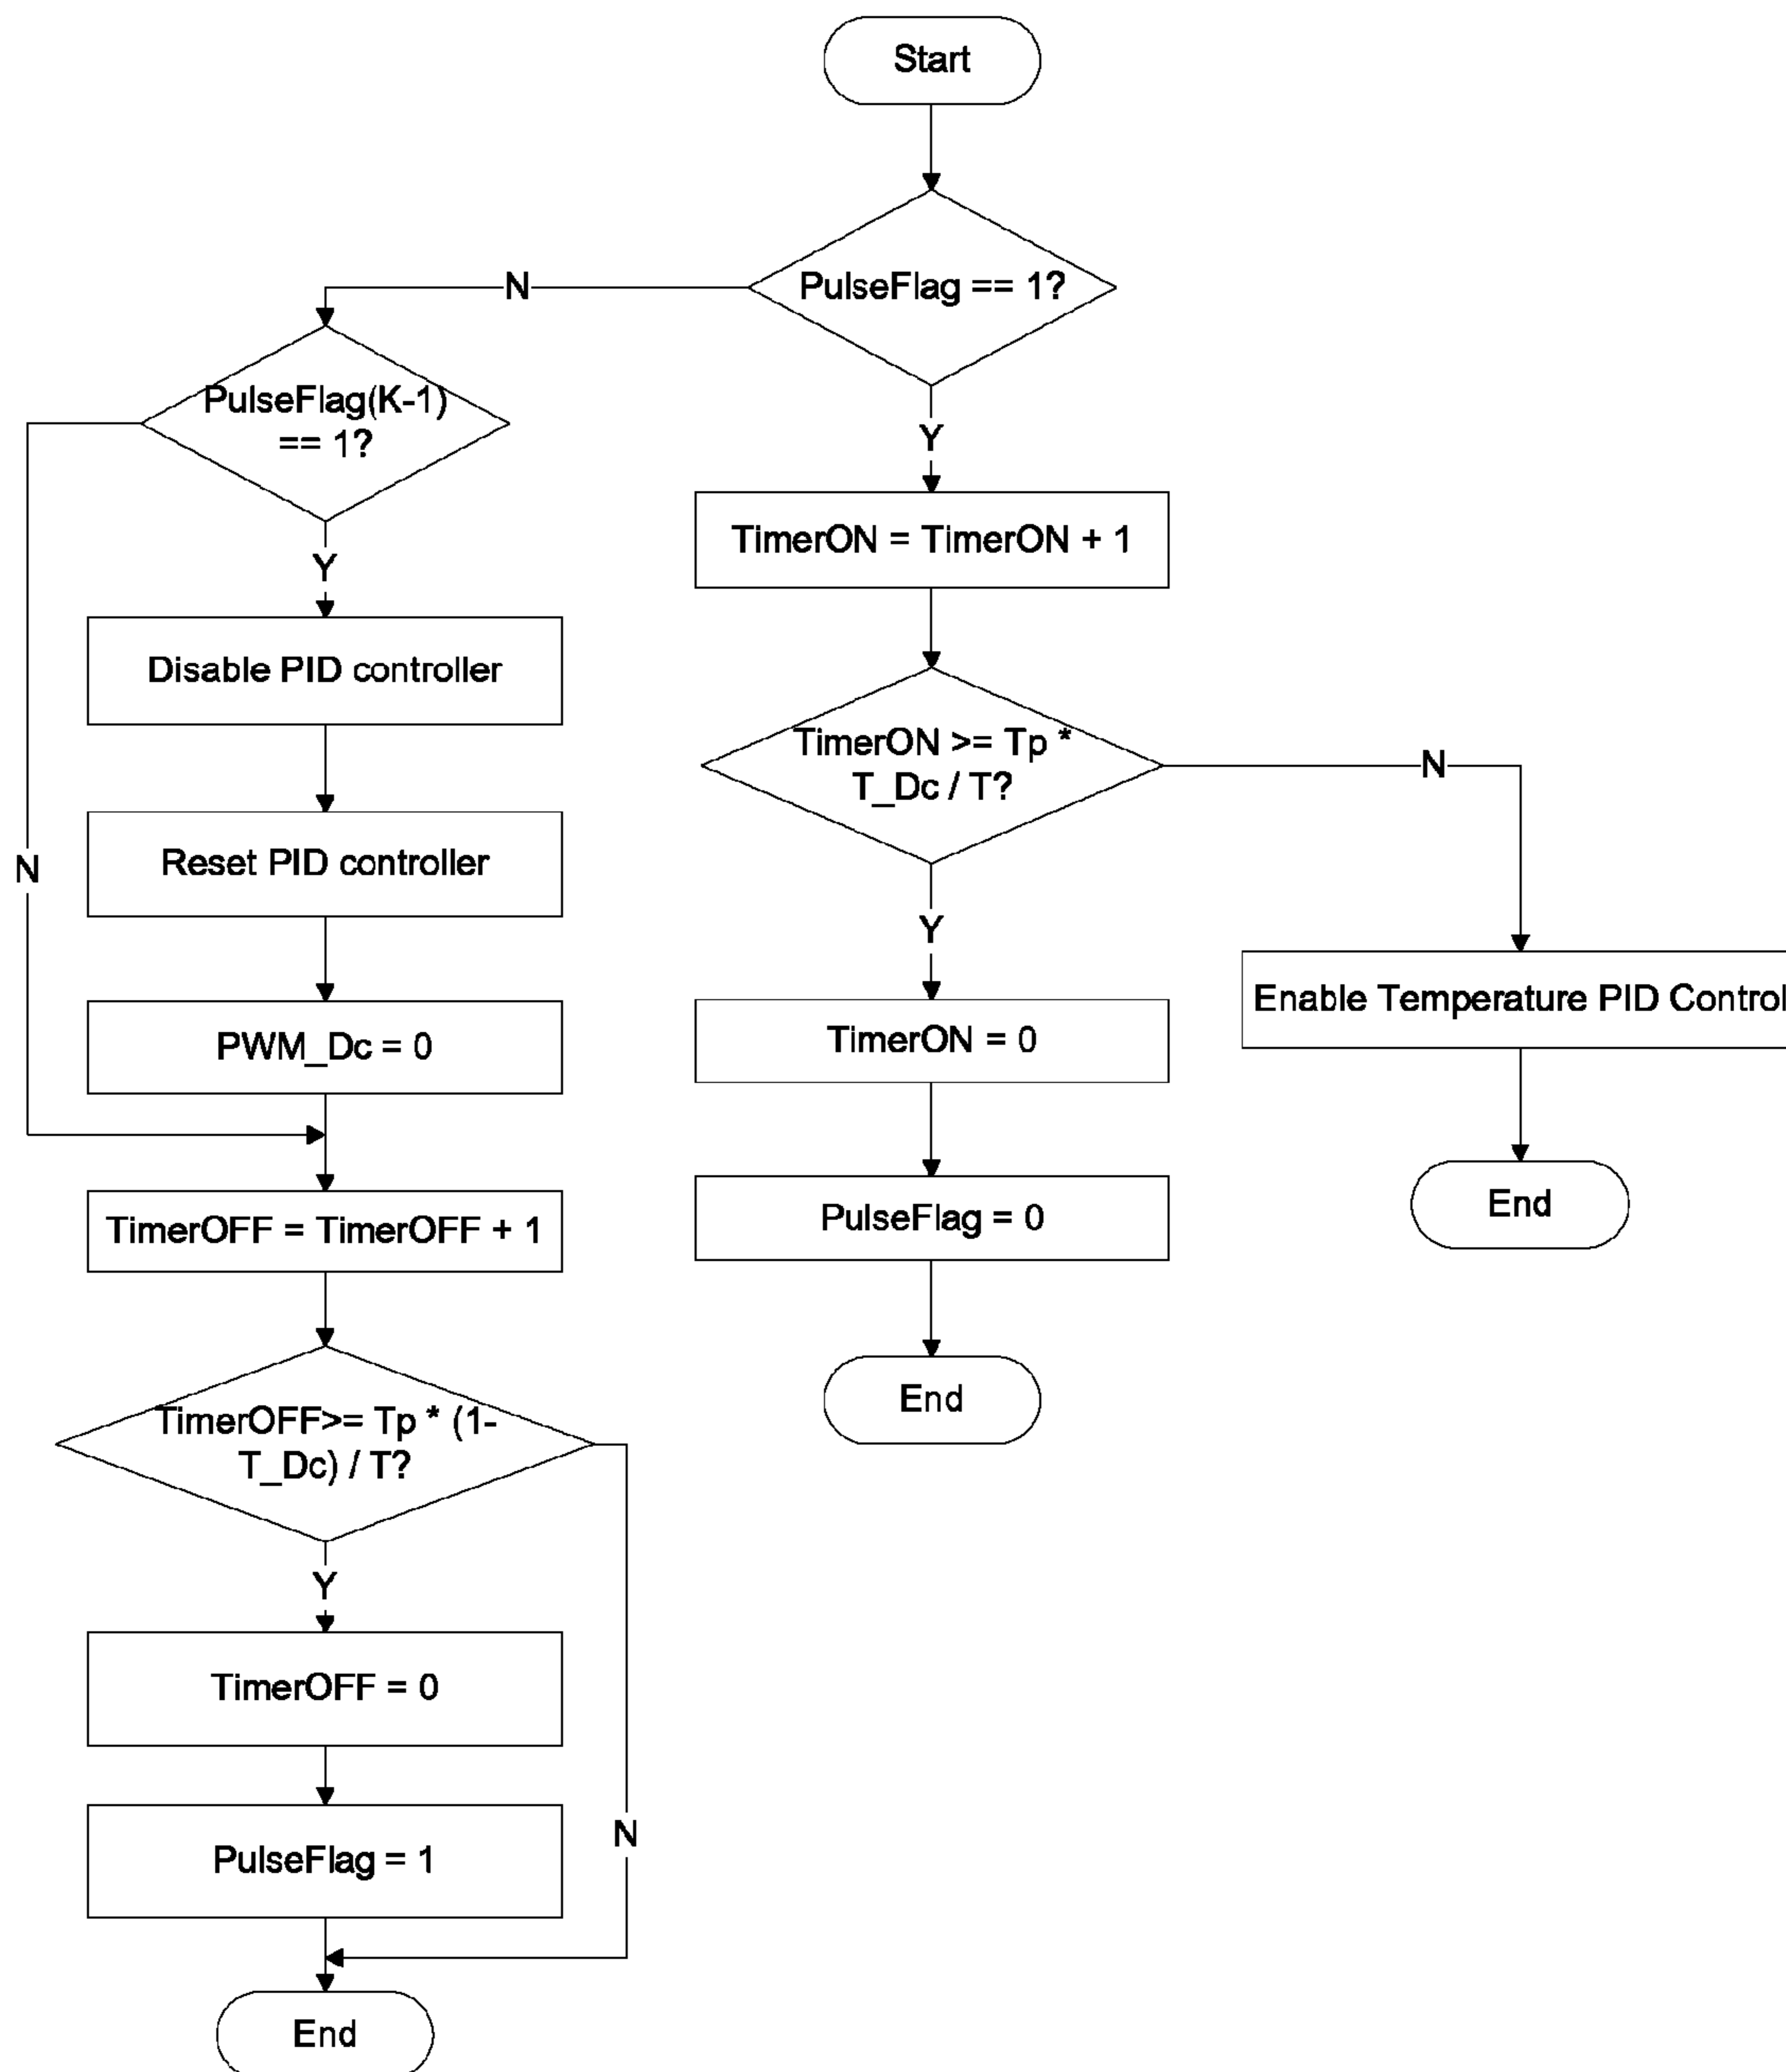 Start
PulseFlag == 1?
N
PulseFlag(K-1)
== 1?
Y
Y
TimerON = TimerON + 1
Disable PID controller
TimerON >= Tp *
T_Dc / T?
N
N
Reset PID controller
Y
TimerON = 0
Enable Temperature PID Control
PWM_Dc = 0
PulseFlag = 0
End
TimerOFF = TimerOFF + 1
End
TimerOFF>= Tp * (1-
T_Dc) / T?
Y
TimerOFF = 0
N
PulseFlag = 1
End